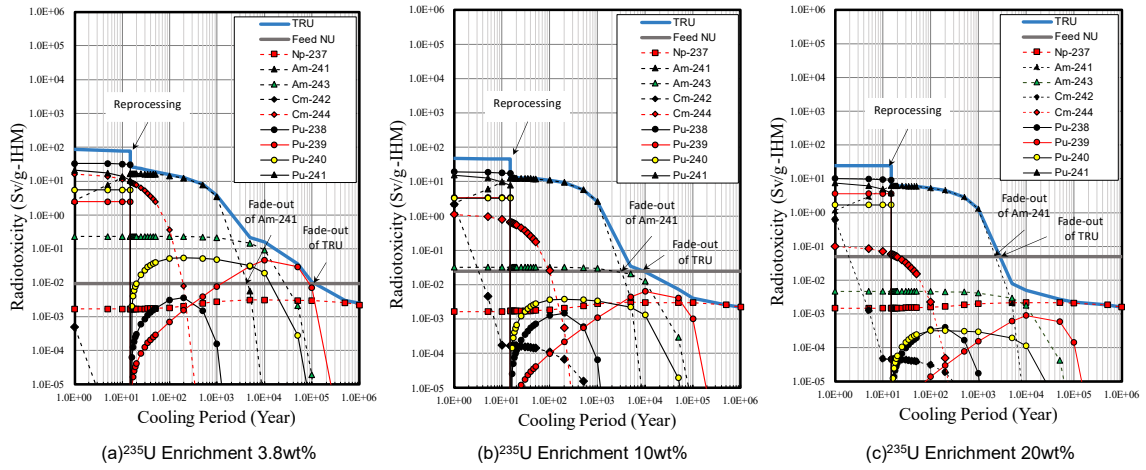 1.0E+06
1.0E+05
1.0E+04
1.0E+03
1.0E+02
1.0E+01
1.0E+00
1.0E-01
1.0E-02
1.0E-03
1.0E-04
1.0E-05
Radiotoxicity (Sv/g-IHM)
TRU
Feed NU
Np-237
Am-241
Am-243
Cm-242
Cm-244
Pu-238
Pu-239
Pu-240
Pu-241
Reprocessing
Fade-out
of Am-241
Fade-out
of TRU
1.0E+00 1.0E+01 1.0E+02 1.0E+03 1.0E+04 1.0E+05 1.0E+06
Cooling Period (Year)
(a)²³⁵U Enrichment 3.8wt%
1.0E+06
1.0E+05
1.0E+04
1.0E+03
1.0E+02
1.0E+01
1.0E+00
1.0E-01
1.0E-02
1.0E-03
1.0E-04
1.0E-05
Radiotoxicity (Sv/g-IHM)
TRU
Feed NU
Np-237
Am-241
Am-243
Cm-242
Cm-244
Pu-238
Pu-239
Pu-240
Pu-241
Reprocessing
Fade-out
of Am-241
Fade-out
of TRU
1.0E+00 1.0E+01 1.0E+02 1.0E+03 1.0E+04 1.0E+05 1.0E+06
Cooling Period (Year)
(b)²³⁵U Enrichment 10wt%
1.0E+06
1.0E+05
1.0E+04
1.0E+03
1.0E+02
1.0E+01
1.0E+00
1.0E-01
1.0E-02
1.0E-03
1.0E-04
1.0E-05
Radiotoxicity (Sv/g-IHM)
TRU
Feed NU
Np-237
Am-241
Am-243
Cm-242
Cm-244
Pu-238
Pu-239
Pu-240
Pu-241
Reprocessing
Fade-out
of Am-241
Fade-out
of TRU
1.0E+00 1.0E+01 1.0E+02 1.0E+03 1.0E+04 1.0E+05 1.0E+06
Cooling Period (Year)
(c)²³⁵U Enrichment 20wt%